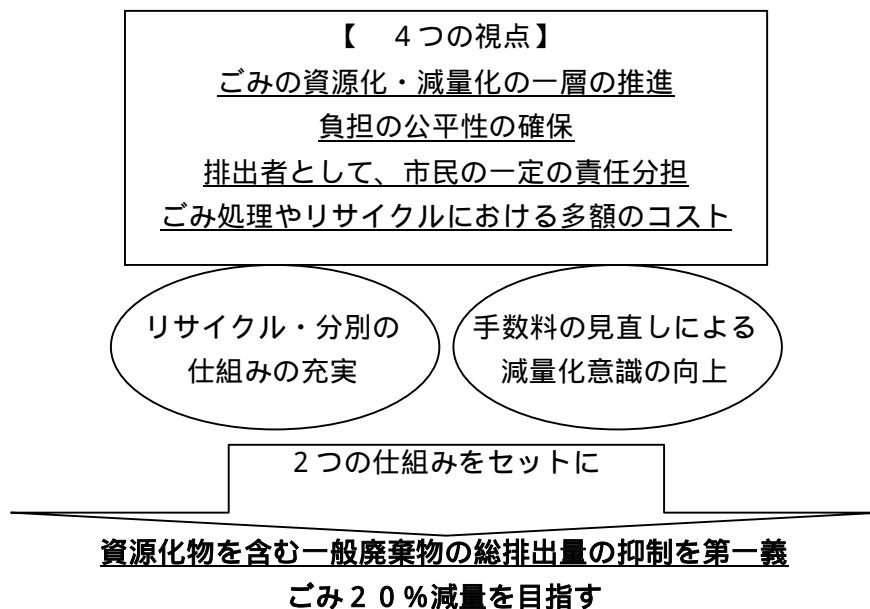 【　４つの視点】
ごみの資源化・減量化の一層の推進
負担の公平性の確保
排出者として、市民の一定の責任分担
ごみ処理やリサイクルにおける多額のコスト
リサイクル・分別の
仕組みの充実
手数料の見直しによる
減量化意識の向上
２つの仕組みをセットに
資源化物を含む一般廃棄物の総排出量の抑制を第一義
ごみ２０％減量を目指す